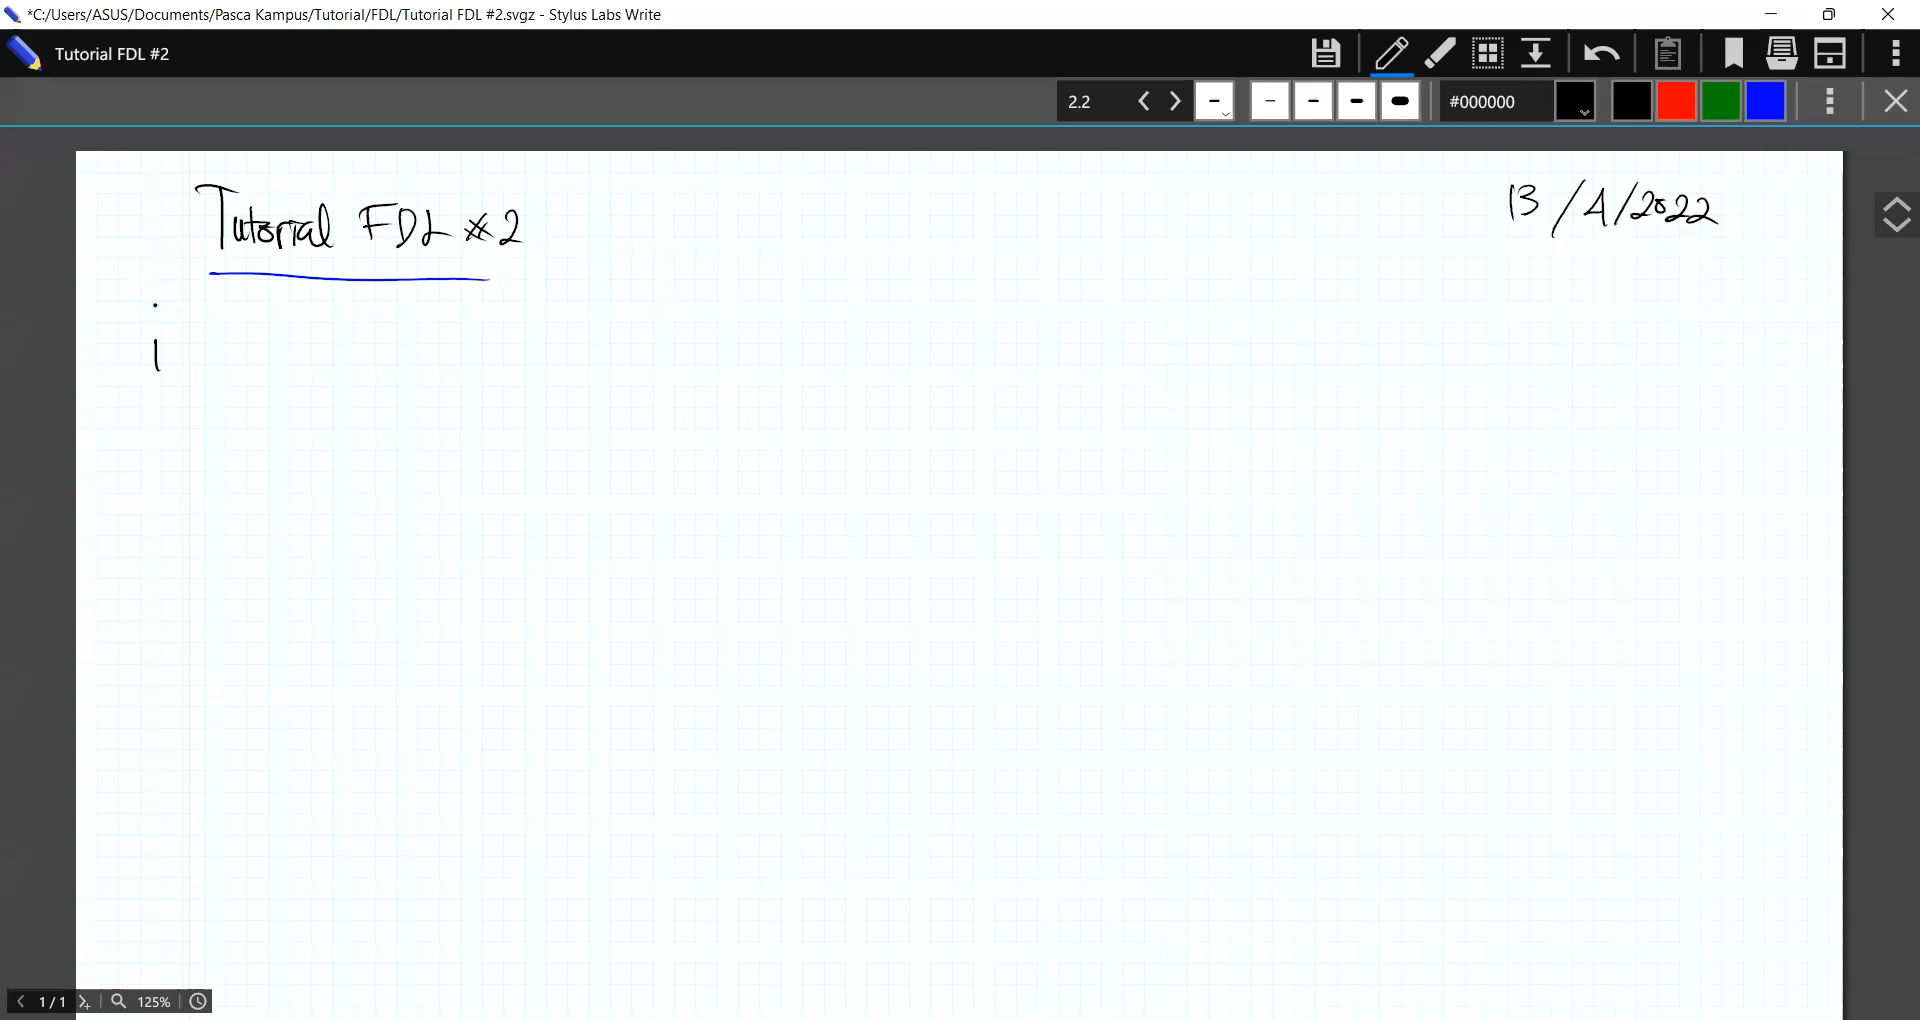 *C:/Users/ASUS/Documents/Pasca Kampus/Tutorial/FDL/Tutorial FDL #2.svgz - Stylus Labs Write
Tutorial FDL #2
2.2
#000000
Tutorial FDL #2
13/4/2022
1
1/1
125%